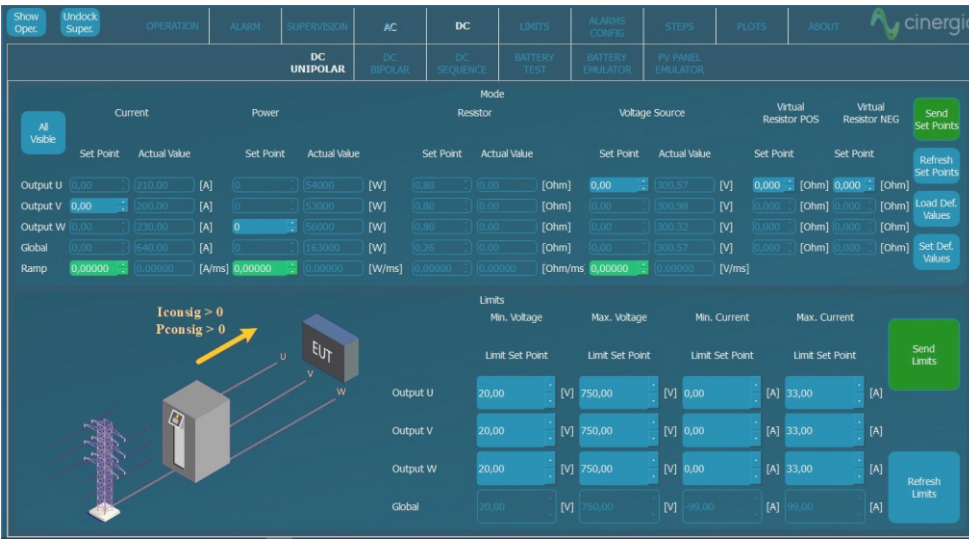 Show Oper. Undock Super. OPERATION ALARM SUPERVISION AC DC LIMITS ALARMS CONFIG STEPS PLOTS ABOUT cinergia
DC UNIPOLAR DC BIPOLAR DC SEQUENCE BATTERY TEST BATTERY EMULATOR PV PANEL EMULATOR
Mode
All Visible Current Power Resistor Voltage Source Virtual Resistor POS Virtual Resistor NEG Send Set Points
Set Point Actual Value Set Point Actual Value Set Point Actual Value Set Point Actual Value Set Point Set Point Refresh Set Points
Output U 0,00 210.00 [A] 0 54000 [W] 0,80 0.00 [Ohm] 0,00 300.57 [V] 0,000 [Ohm] 0,000 [Ohm]
Output V 0,00 200.00 [A] 0 53000 [W] 0,80 0.00 [Ohm] 0,00 300.98 [V] 0,000 [Ohm] 0,000 [Ohm] Load Def. Values
Output W 0,00 230.00 [A] 0 56000 [W] 0,80 0.00 [Ohm] 0,00 300.32 [V] 0,000 [Ohm] 0,000 [Ohm]
Global 0,00 640.00 [A] 0 163000 [W] 0,26 0.00 [Ohm] 0,00 300.57 [V] 0,000 [Ohm] 0,000 [Ohm] Set Def. Values
Ramp 0,00000 0.00000 [A/ms] 0,00000 0.00000 [W/ms] 0,00000 0.00000 [Ohm/ms] 0,00000 0.00000 [V/ms]
Iconsig > 0
Pconsig > 0
EUT
U
V
W
Limits
Min. Voltage Max. Voltage Min. Current Max. Current
Limit Set Point Limit Set Point Limit Set Point Limit Set Point Send Limits
Output U 20,00 [V] 750,00 [V] 0,00 [A] 33,00 [A]
Output V 20,00 [V] 750,00 [V] 0,00 [A] 33,00 [A]
Output W 20,00 [V] 750,00 [V] 0,00 [A] 33,00 [A]
Global 20,00 [V] 750,00 [V] -99,00 [A] 99,00 [A] Refresh Limits